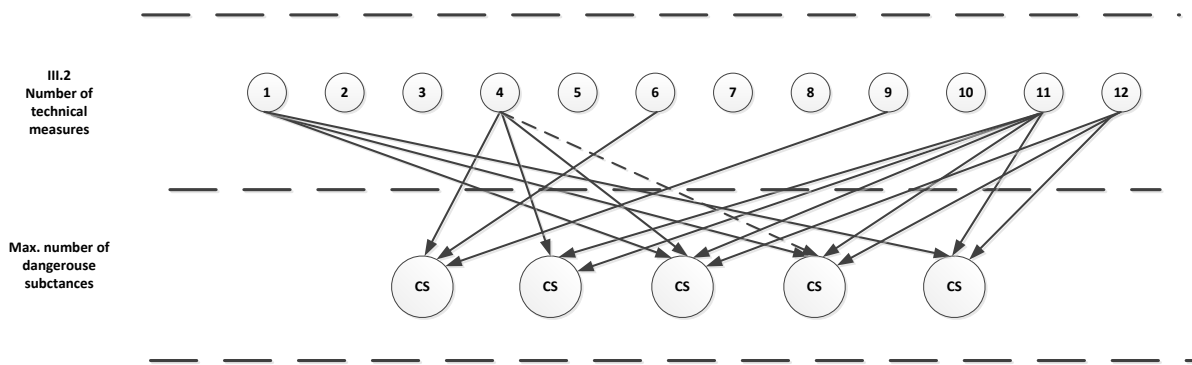 III.2
Number of
technical
measures
1 2 3 4 5 6 7 8 9 10 11 12
Max. number of
dangerouse
subctances
CS CS CS CS CS